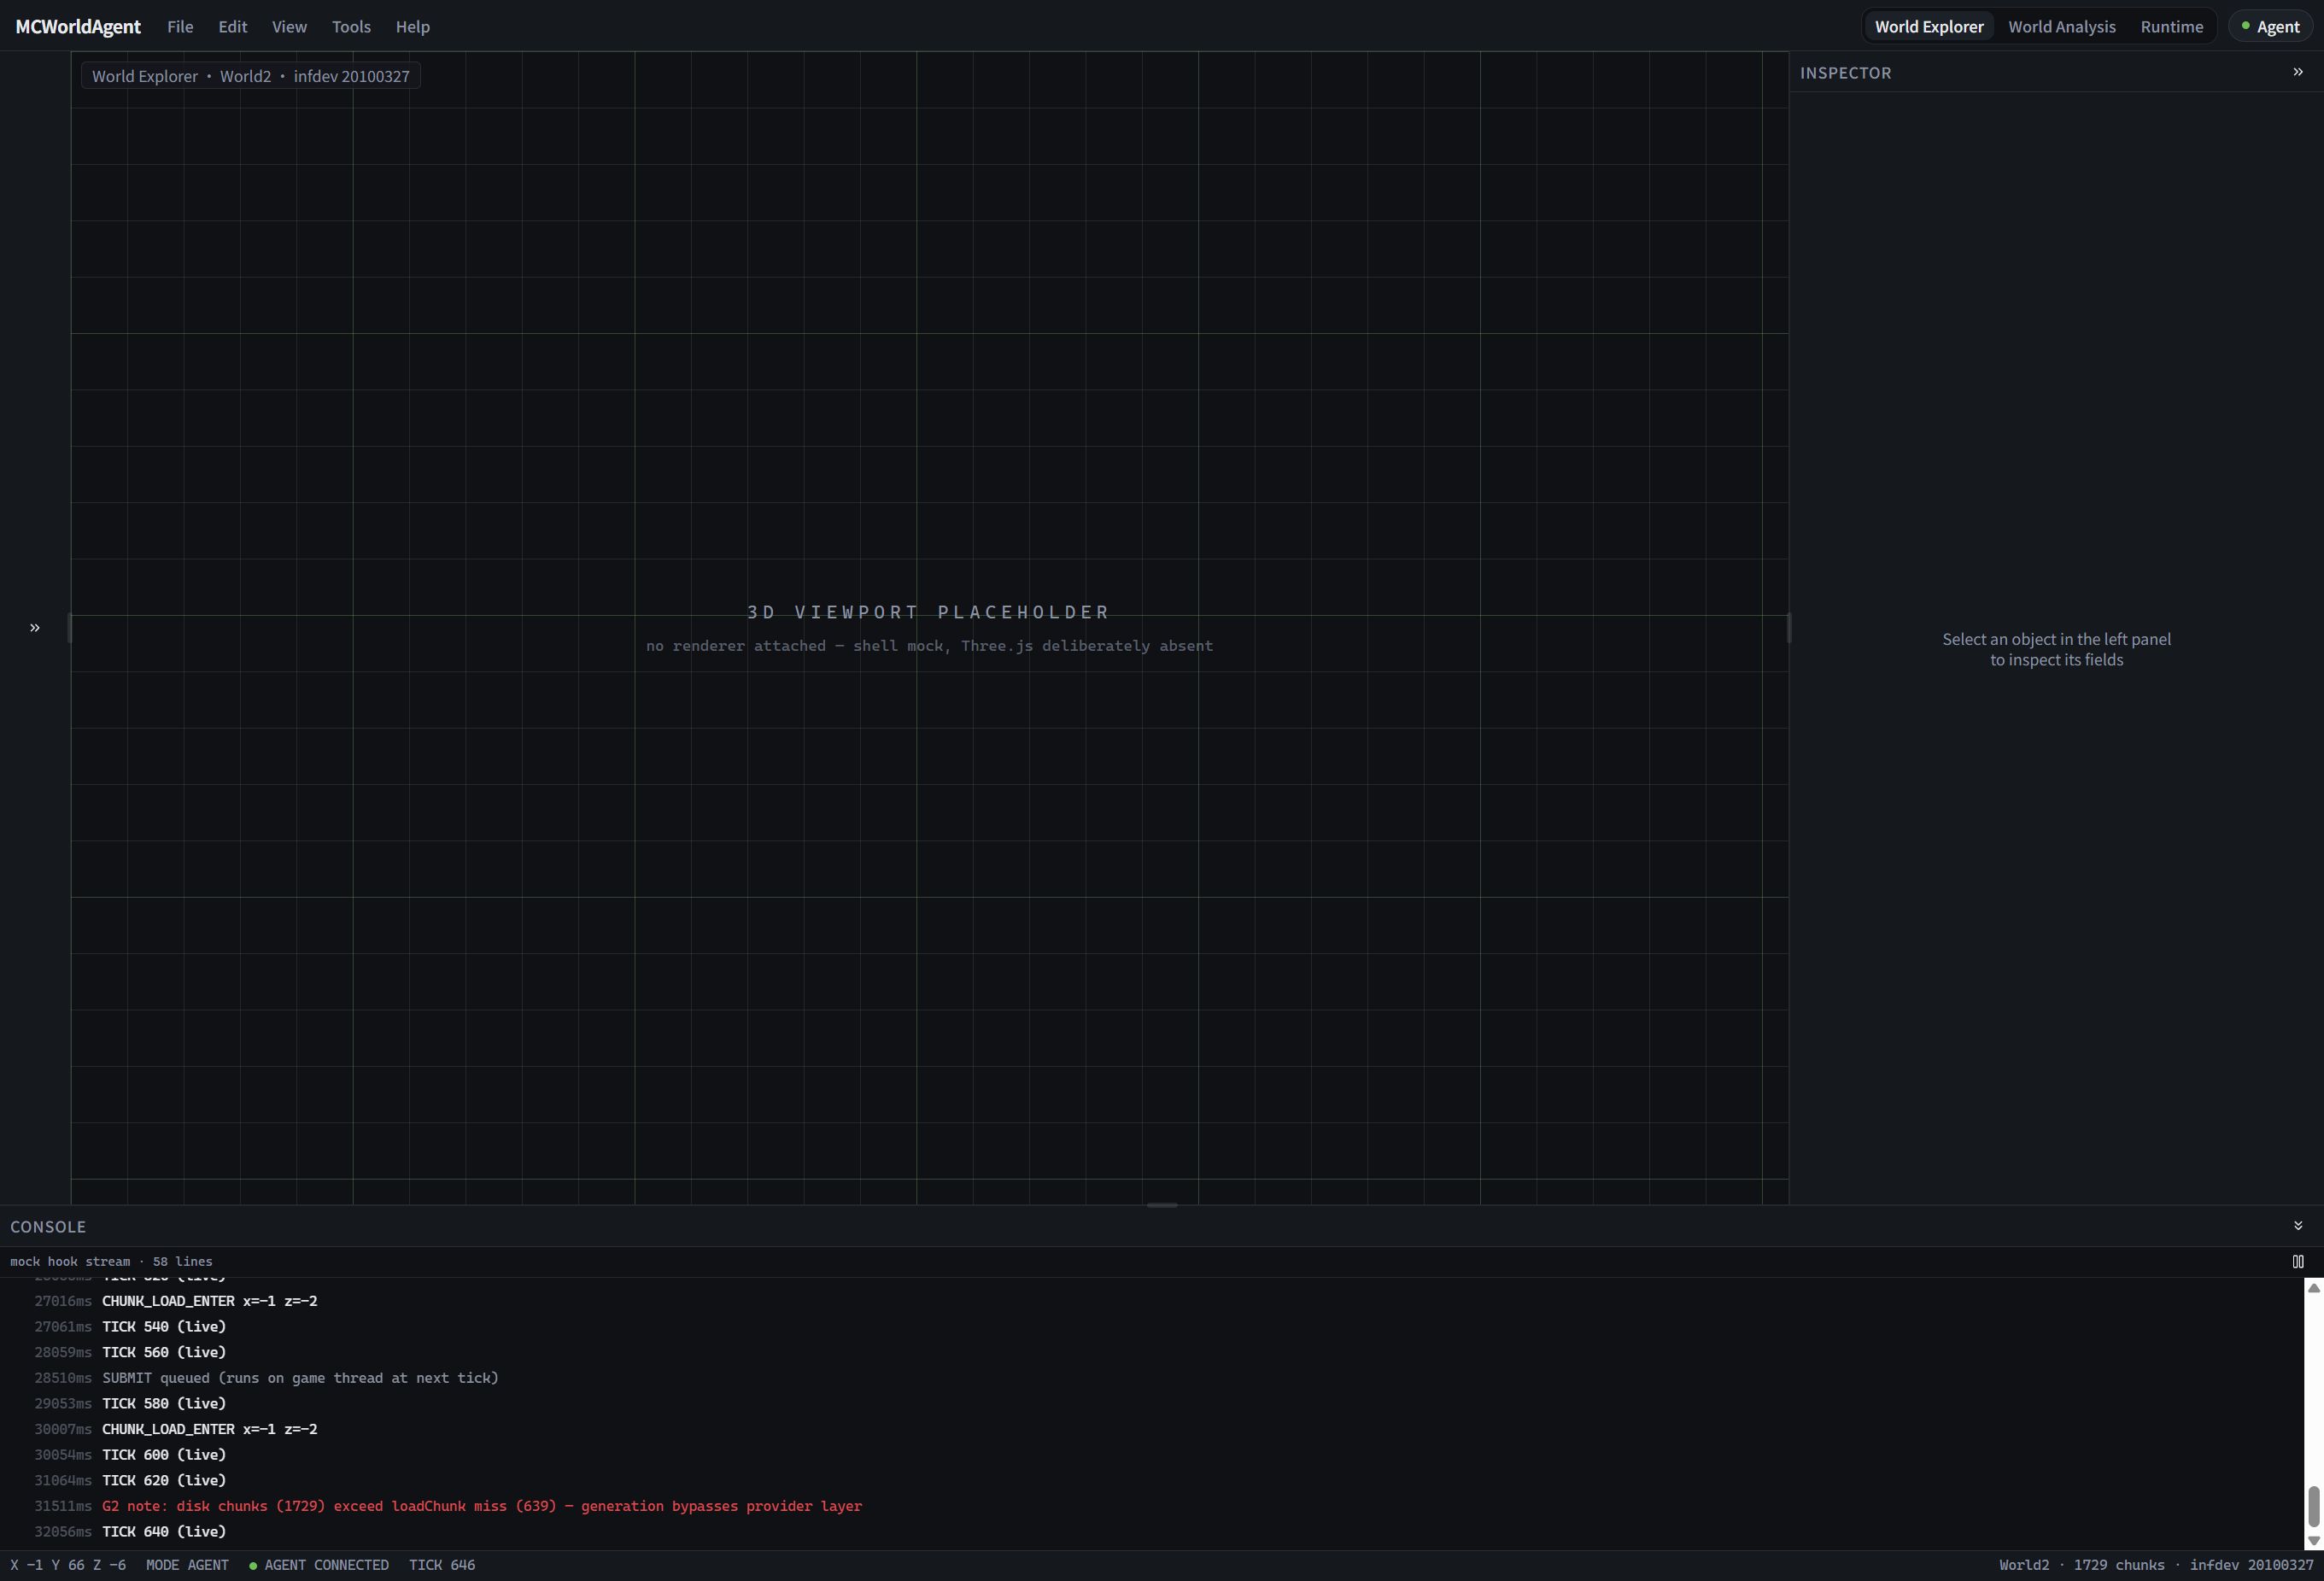 MCWorldAgent File Edit View Tools Help World Explorer World Analysis Runtime Agent
World Explorer • World2 • infdev 20100327
INSPECTOR
3D VIEWPORT PLACEHOLDER
no renderer attached — shell mock, Three.js deliberately absent
Select an object in the left panel
to inspect its fields
CONSOLE
mock hook stream · 58 lines
27016ms CHUNK_LOAD_ENTER x=-1 z=-2
27061ms TICK 540 (live)
28059ms TICK 560 (live)
28510ms SUBMIT queued (runs on game thread at next tick)
29053ms TICK 580 (live)
30007ms CHUNK_LOAD_ENTER x=-1 z=-2
30054ms TICK 600 (live)
31064ms TICK 620 (live)
31511ms G2 note: disk chunks (1729) exceed loadChunk miss (639) — generation bypasses provider layer
32056ms TICK 640 (live)
X -1 Y 66 Z -6 MODE AGENT AGENT CONNECTED TICK 646 World2 · 1729 chunks · infdev 20100327